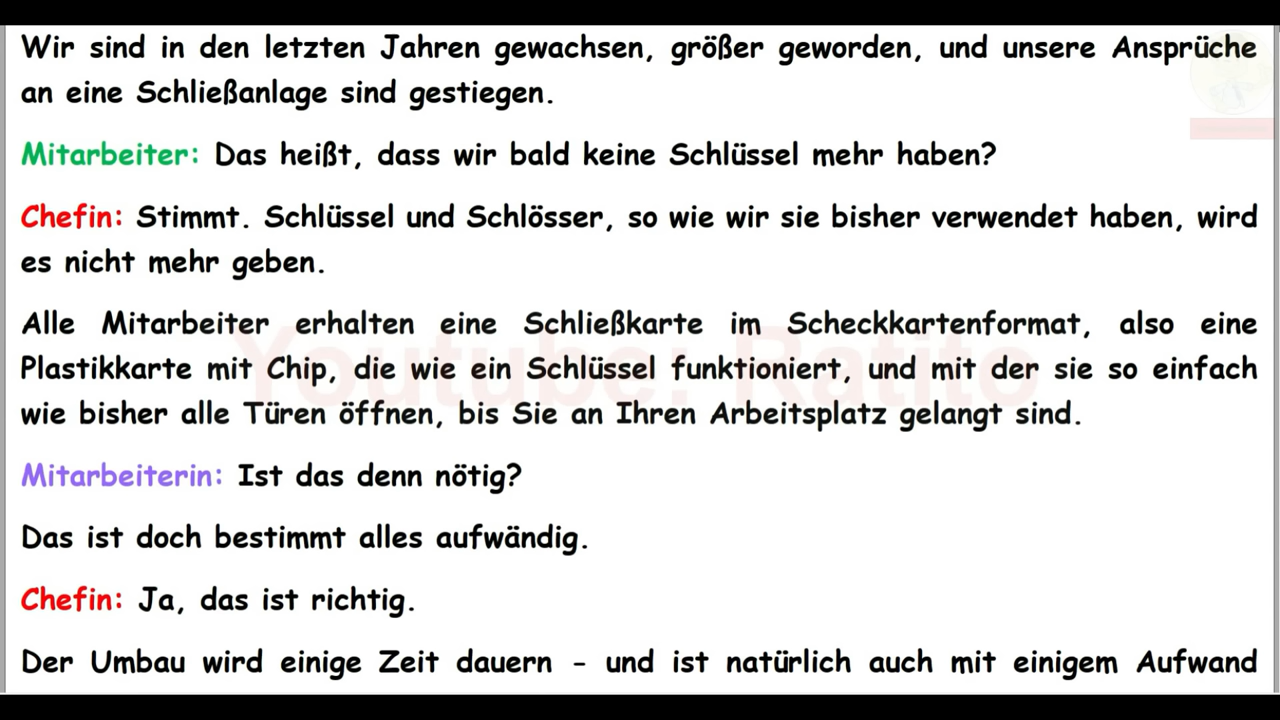 Wir sind in den letzten Jahren gewachsen, größer geworden, und unsere Ansprüche
an eine Schließanlage sind gestiegen.
Mitarbeiter: Das heißt, dass wir bald keine Schlüssel mehr haben?
Chefin: Stimmt. Schlüssel und Schlösser, so wie wir sie bisher verwendet haben, wird
es nicht mehr geben.
Alle Mitarbeiter erhalten eine Schließkarte im Scheckkartenformat, also eine
Plastikkarte mit Chip, die wie ein Schlüssel funktioniert, und mit der sie so einfach
wie bisher alle Türen öffnen, bis Sie an Ihren Arbeitsplatz gelangt sind.
Youtube: Ratito
Mitarbeiterin: Ist das denn nötig?
Das ist doch bestimmt alles aufwändig.
Chefin: Ja, das ist richtig.
Der Umbau wird einige Zeit dauern - und ist natürlich auch mit einigem Aufwand